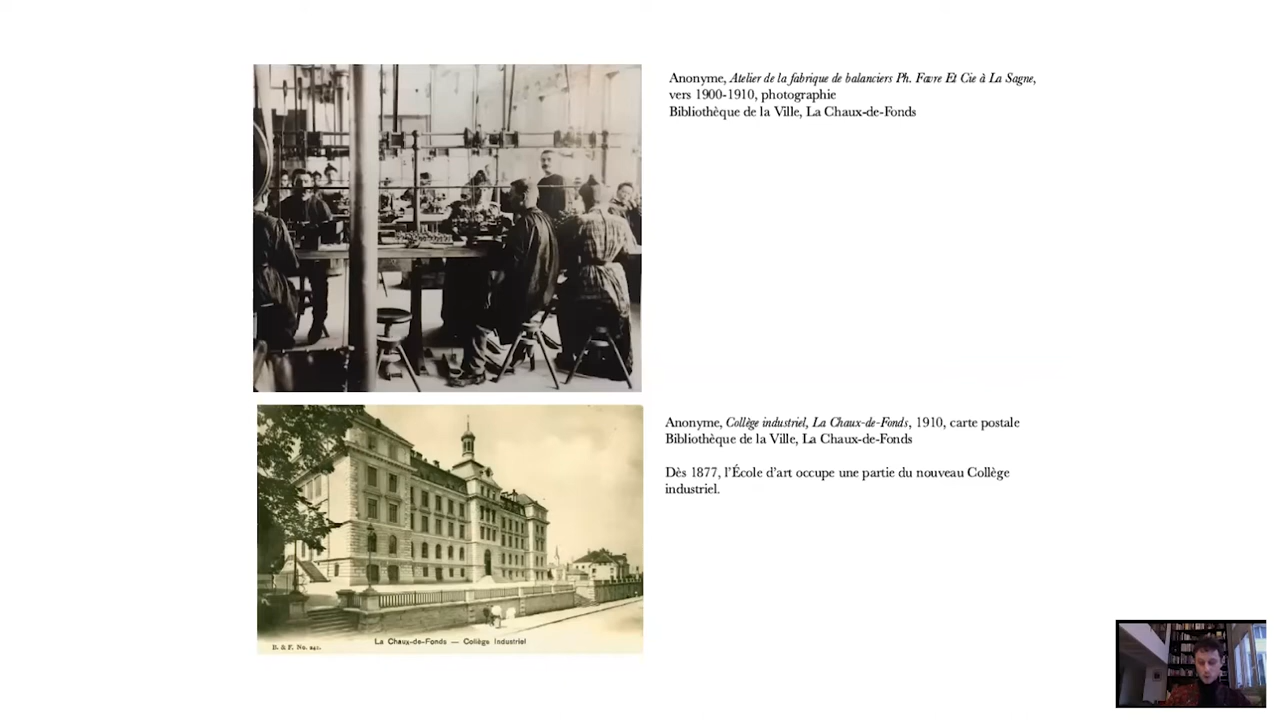 Anonyme, Atelier de la fabrique de balanciers Ph. Favre Et Cie à La Sagne,
vers 1900-1910, photographie
Bibliothèque de la Ville, La Chaux-de-Fonds
Anonyme, Collège industriel, La Chaux-de-Fonds, 1910, carte postale
Bibliothèque de la Ville, La Chaux-de-Fonds
Dès 1877, l'École d'art occupe une partie du nouveau Collège
industriel.
La Chaux-de-Fonds — Collège Industriel
B. & F. No. 241.